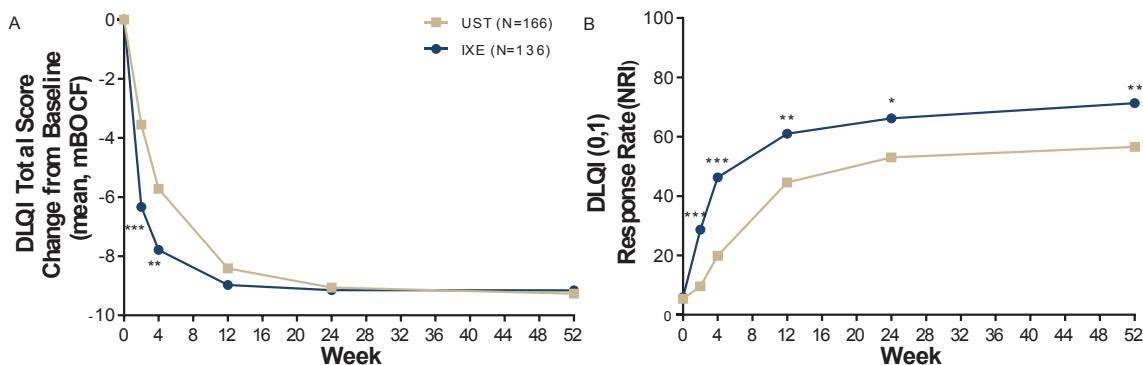 A
UST (N=166)
IXE (N=136)
DLQI Total Score
Change from Baseline
(mean, mBOCF)
0
-2
-4
-6
-8
-10
***
**
0 4 8 12 16 20 24 28 32 36 40 44 48 52
Week
B
DLQI (0,1)
Response Rate (NRI)
100
80
60
40
20
0
***
***
**
*
**
0 4 8 12 16 20 24 28 32 36 40 44 48 52
Week